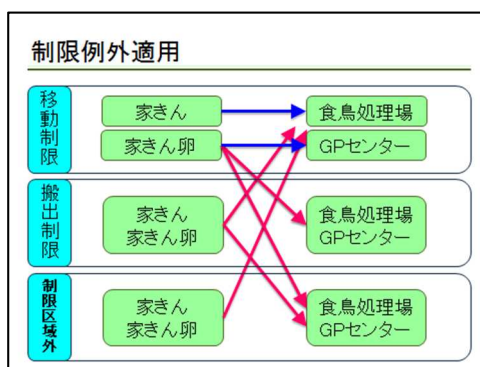 制限例外適用
移動制限
家きん
食鳥処理場
家きん卵
GPセンター
搬出制限
家きん
家きん卵
食鳥処理場
GPセンター
制限区域外
家きん
家きん卵
食鳥処理場
GPセンター